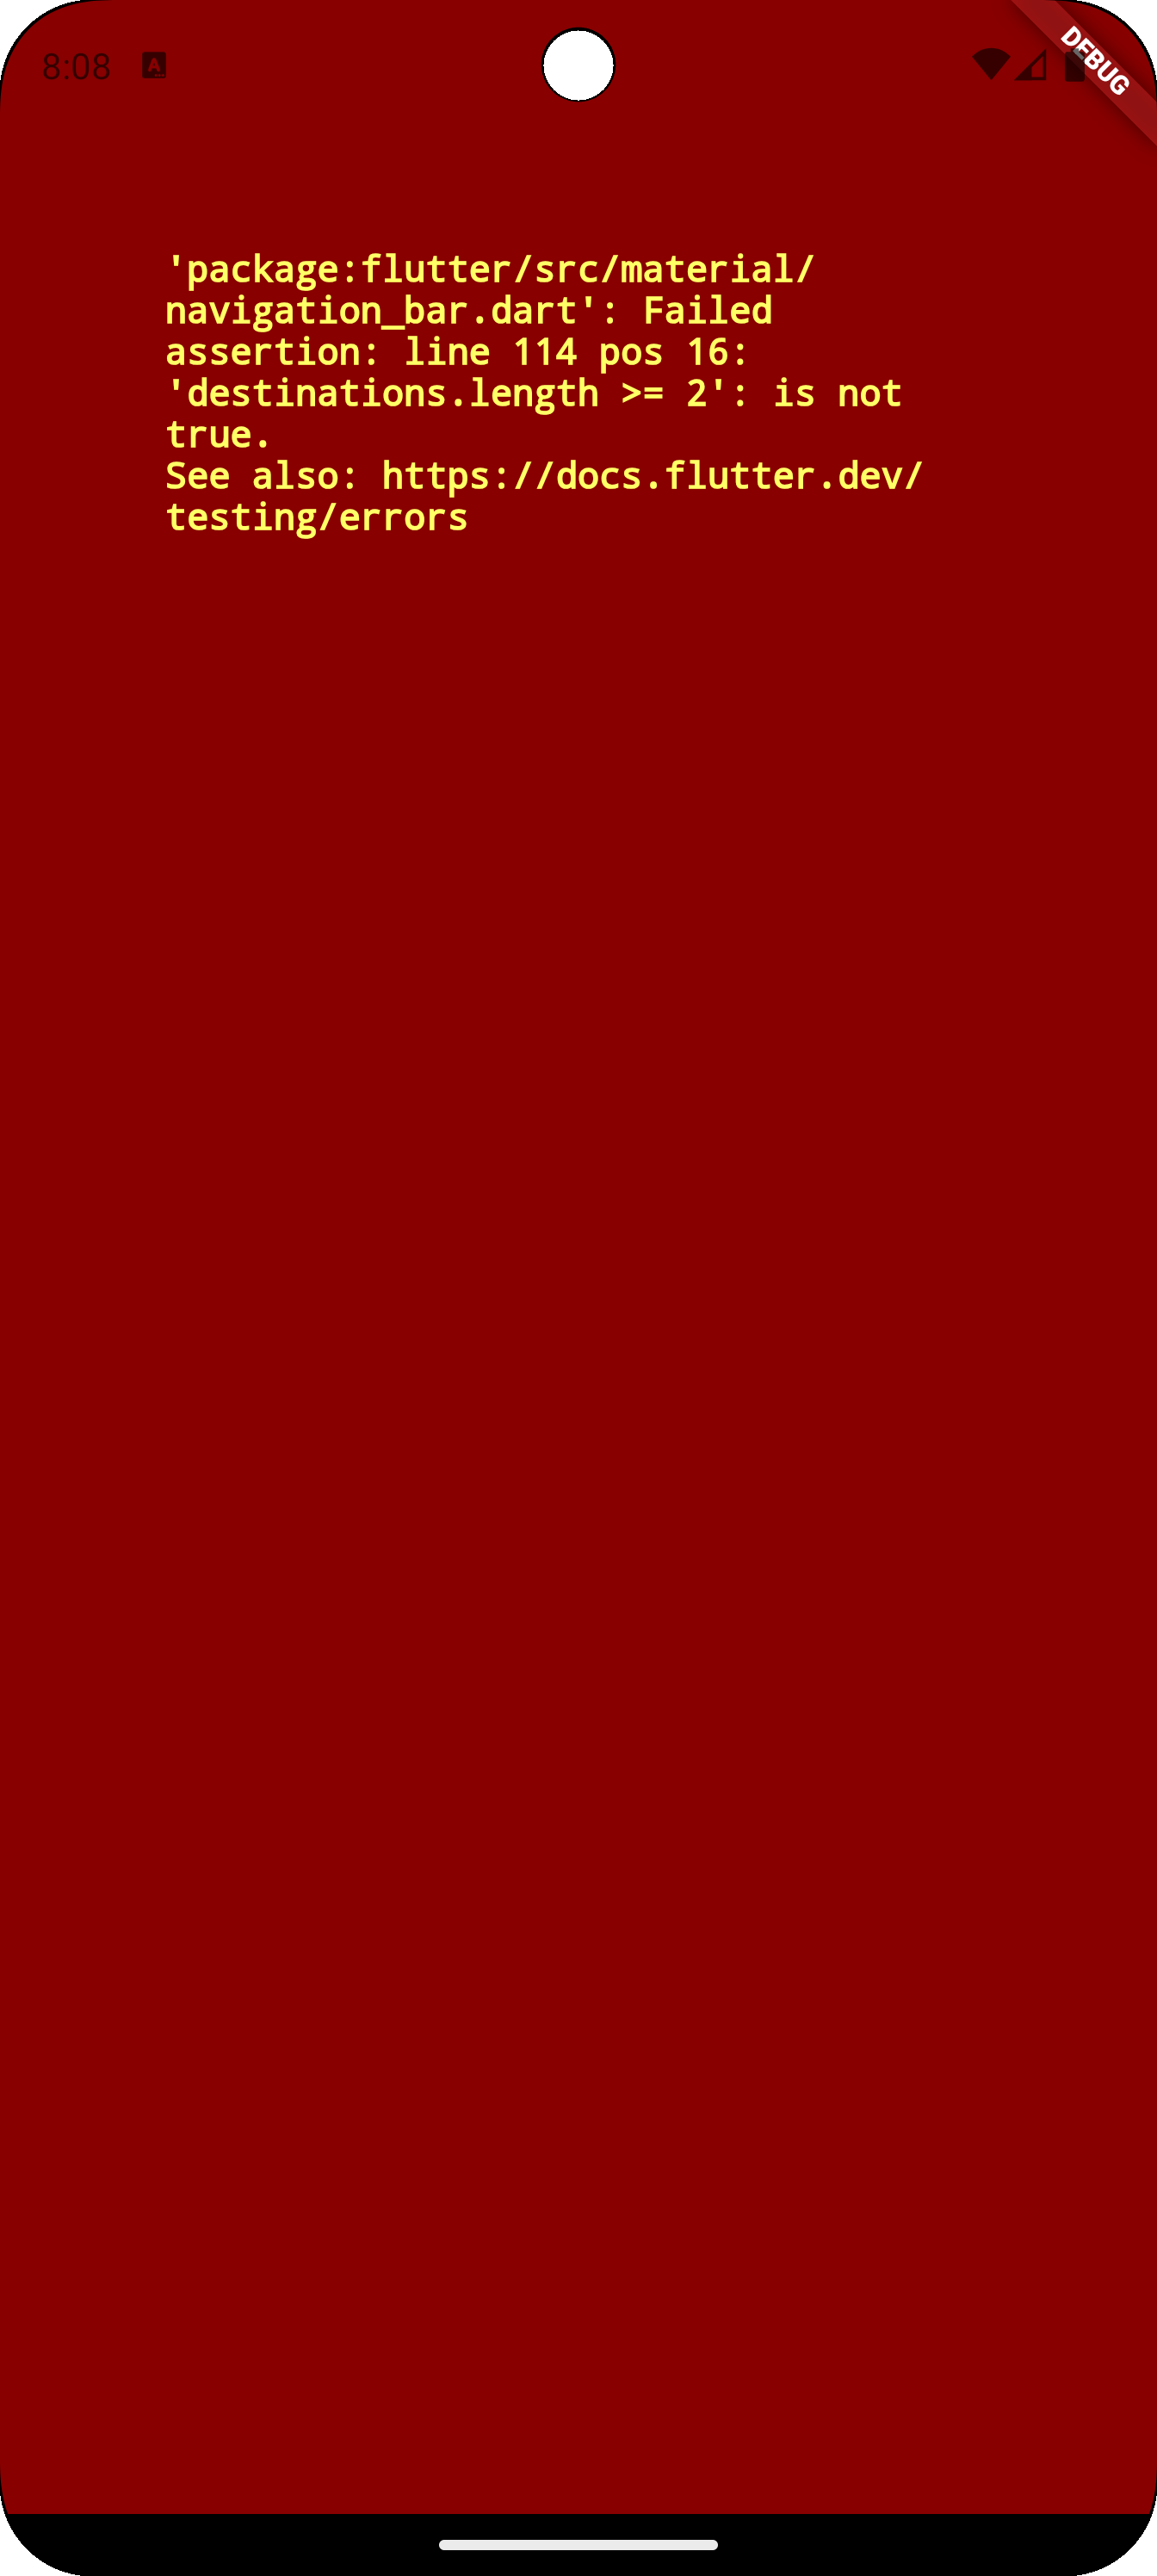 8:08
A
DEBUG
'package:flutter/src/material/
navigation_bar.dart': Failed
assertion: line 114 pos 16:
'destinations.length >= 2': is not
true.
See also: https://docs.flutter.dev/
testing/errors